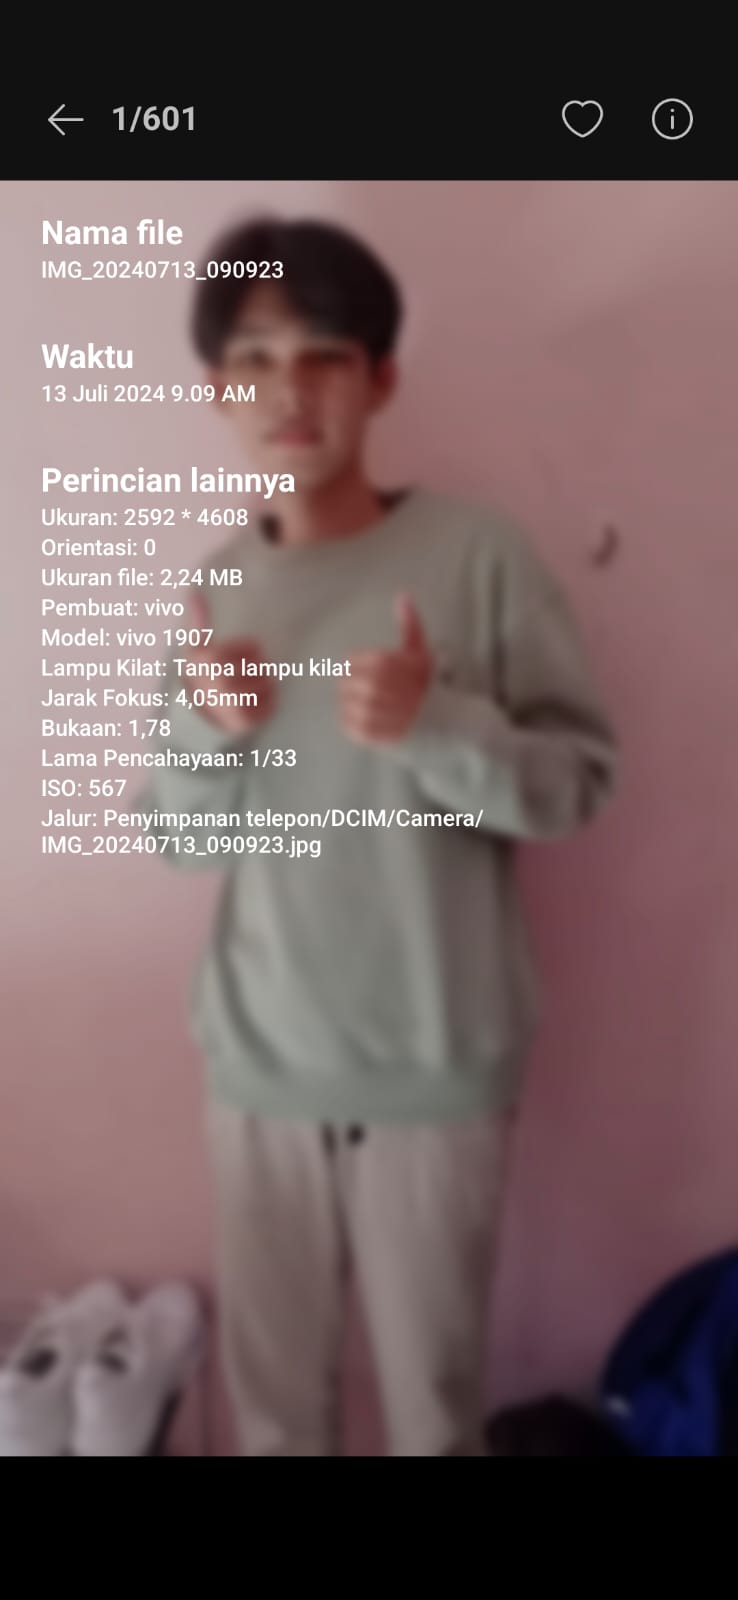 1/601
Nama file
IMG_20240713_090923
Waktu
13 Juli 2024 9.09 AM
Perincian lainnya
Ukuran: 2592 * 4608
Orientasi: 0
Ukuran file: 2,24 MB
Pembuat: vivo
Model: vivo 1907
Lampu Kilat: Tanpa lampu kilat
Jarak Fokus: 4,05mm
Bukaan: 1,78
Lama Pencahayaan: 1/33
ISO: 567
Jalur: Penyimpanan telepon/DCIM/Camera/
IMG_20240713_090923.jpg